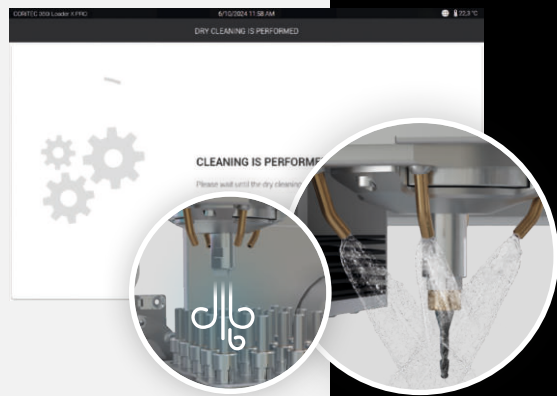 CORiTEC 350i Loader X PRO
6/10/2024 11:58 AM
22,3 °C
DRY CLEANING IS PERFORMED
CLEANING IS PERFORME
Please wait until the dry cleaning